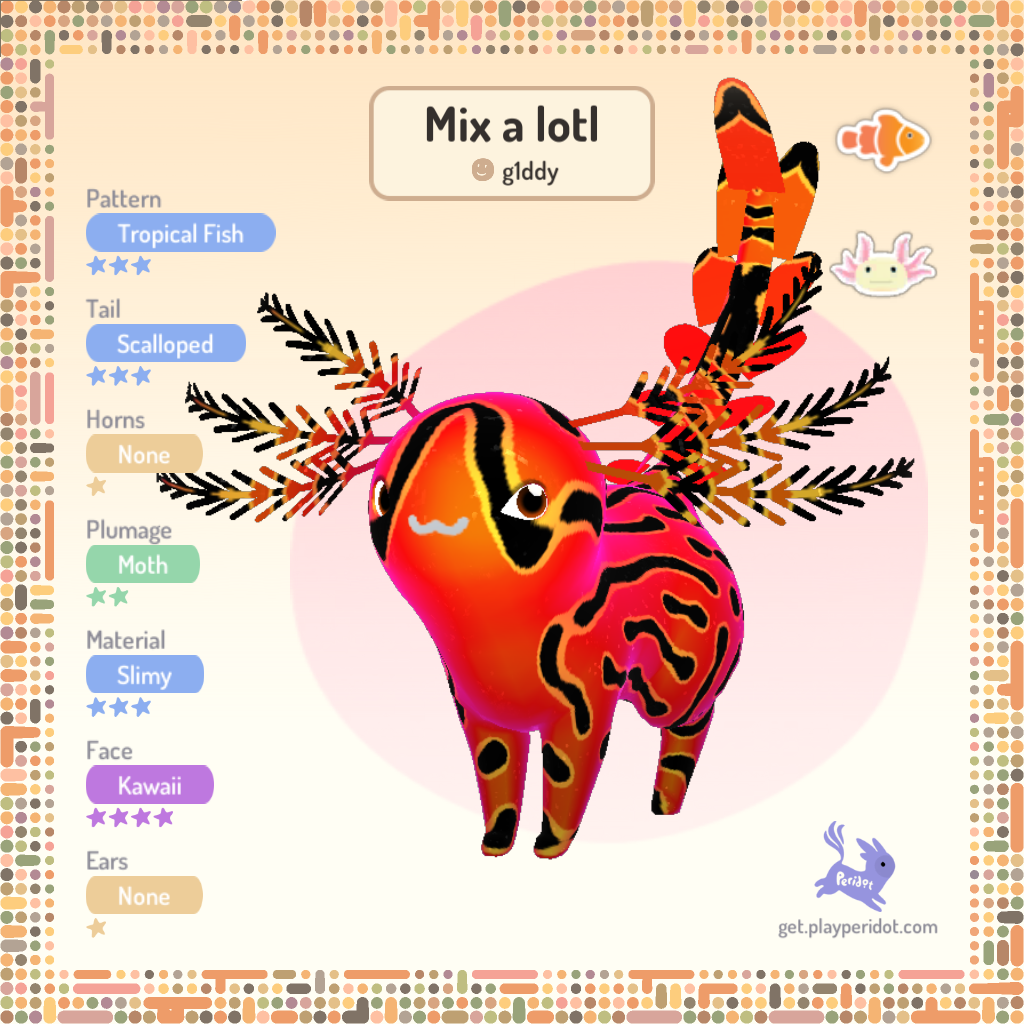 Mix a lotl
g1ddy
Pattern
Tropical Fish
Tail
Scalloped
Horns
None
Plumage
Moth
Material
Slimy
Face
Kawaii
Ears
None
Peridot
get.playperidot.com